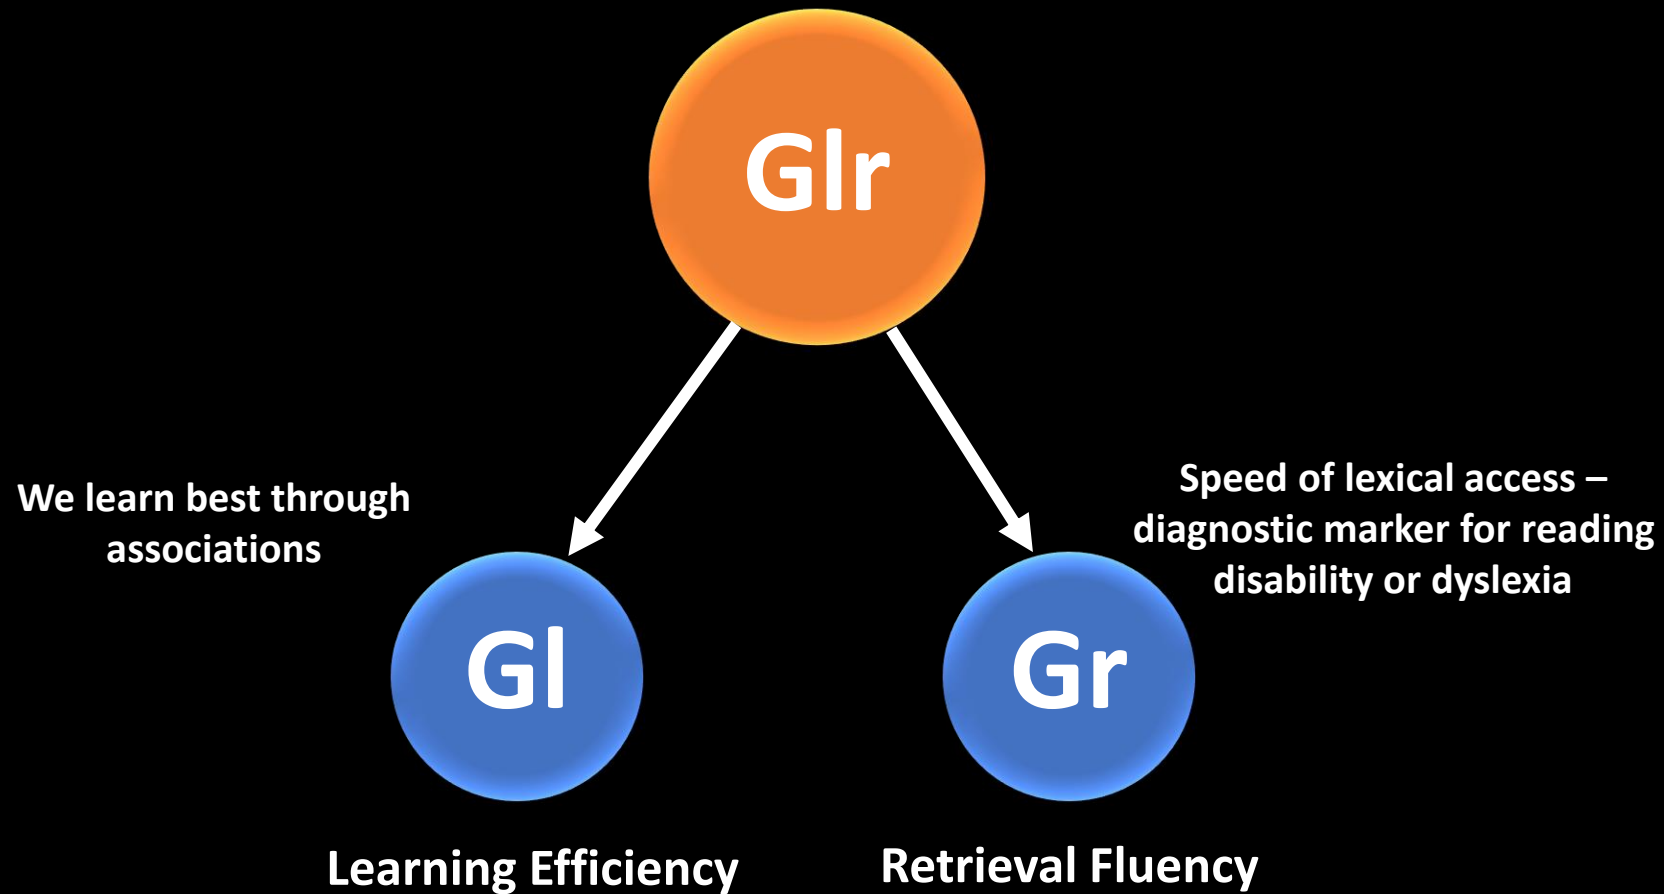 Glr
We learn best through
associations
Speed of lexical access –
diagnostic marker for reading
disability or dyslexia
Gl
Gr
Learning Efficiency
Retrieval Fluency